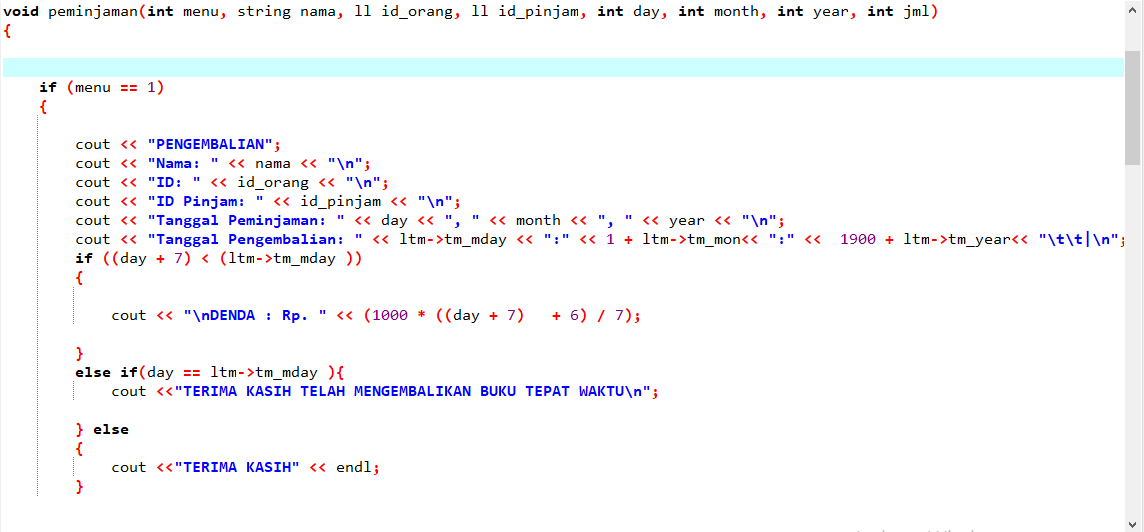 void peminjaman(int menu, string nama, ll id_orang, ll id_pinjam, int day, int month, int year, int jml)
{
if (menu == 1)
{
cout << "PENGEMBALIAN";
cout << "Nama: " << nama << "\n";
cout << "ID: " << id_orang << "\n";
cout << "ID Pinjam: " << id_pinjam << "\n";
cout << "Tanggal Peminjaman: " << day << ", " << month << ", " << year << "\n";
cout << "Tanggal Pengembalian: " << ltm->tm_mday << ":" << 1 + ltm->tm_mon<< ":" <<  1900 + ltm->tm_year<< "\t\t|\n";
if ((day + 7) < (ltm->tm_mday ))
{
cout << "\nDENDA : Rp. " << (1000 * ((day + 7)   + 6) / 7);
}
else if(day == ltm->tm_mday ){
cout <<"TERIMA KASIH TELAH MENGEMBALIKAN BUKU TEPAT WAKTU\n";
} else
{
cout <<"TERIMA KASIH" << endl;
}